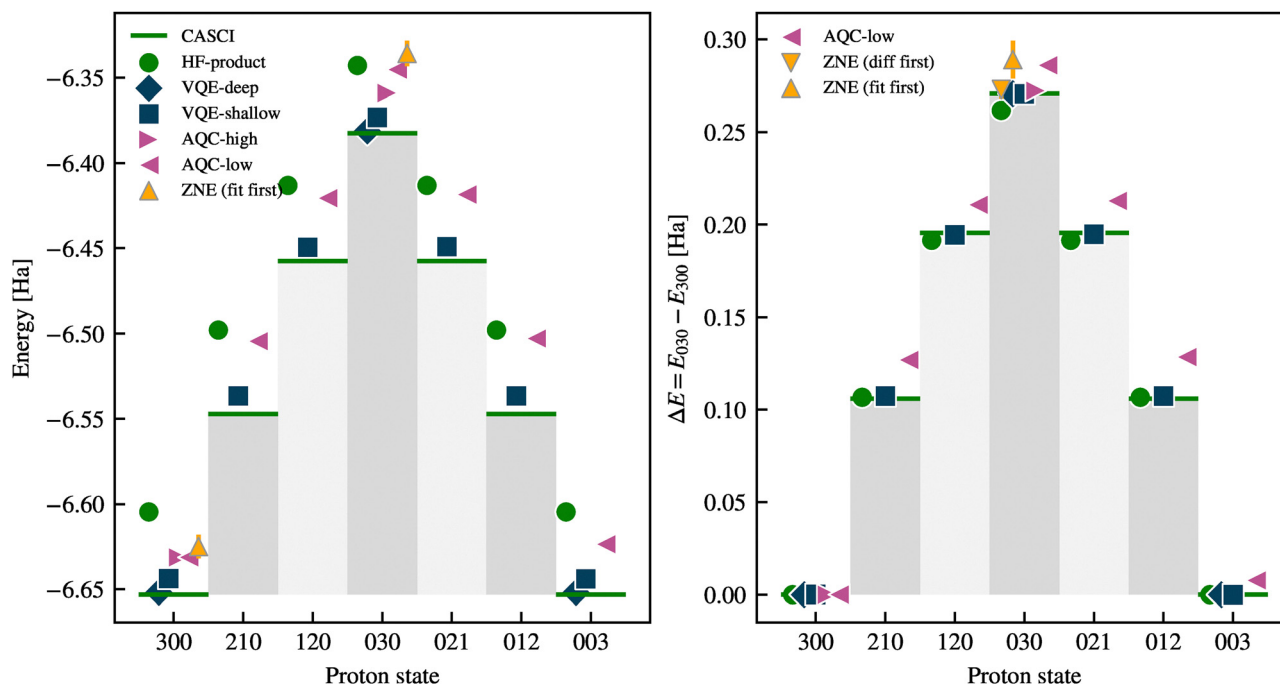 CASCI
HF-product
VQE-deep
VQE-shallow
AQC-high
AQC-low
ZNE (fit first)
Energy [Ha]
−6.35
−6.40
−6.45
−6.50
−6.55
−6.60
−6.65
300 210 120 030 021 012 003
Proton state
AQC-low
ZNE (diff first)
ZNE (fit first)
ΔE = E₀₃₀ − E₃₀₀ [Ha]
0.30
0.25
0.20
0.15
0.10
0.05
0.00
300 210 120 030 021 012 003
Proton state